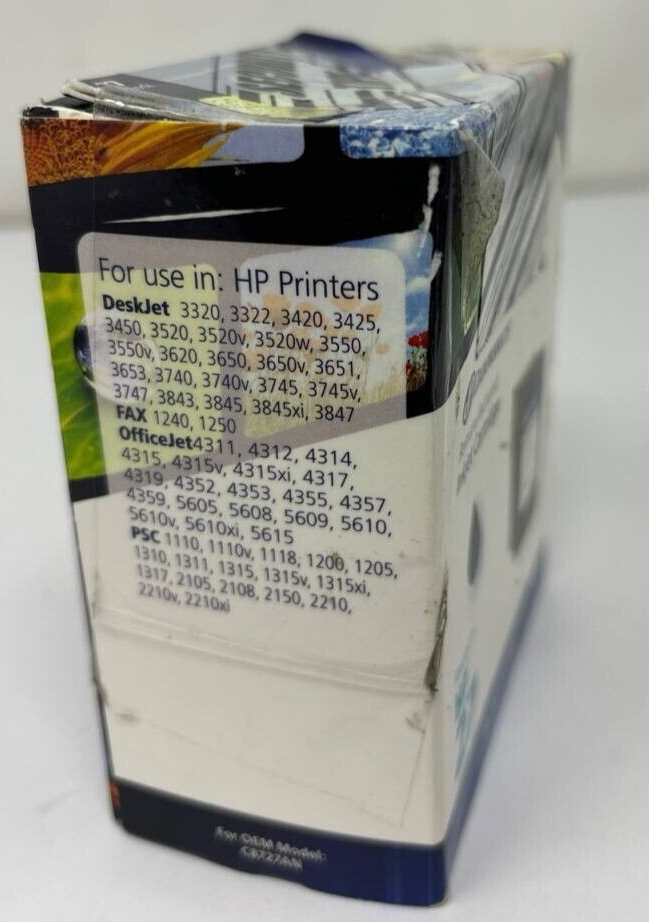 For use in: HP Printers
DeskJet 3320, 3322, 3420, 3425,
3450, 3520, 3520v, 3520w, 3550,
3550v, 3620, 3650, 3650v, 3651,
3653, 3740, 3740v, 3745, 3745v,
3747, 3843, 3845, 3845xi, 3847
FAX 1240, 1250
OfficeJet4311, 4312, 4314,
4315, 4315v, 4315xi, 4317,
4319, 4352, 4353, 4355, 4357,
4359, 5605, 5608, 5609, 5610,
5610v, 5610xi, 5615
PSC 1110, 1110v, 1118, 1200, 1205,
1310, 1311, 1315, 1315v, 1315xi,
1317, 2105, 2108, 2150, 2210,
2210v, 2210xi
For OEM Model:
C8727AN